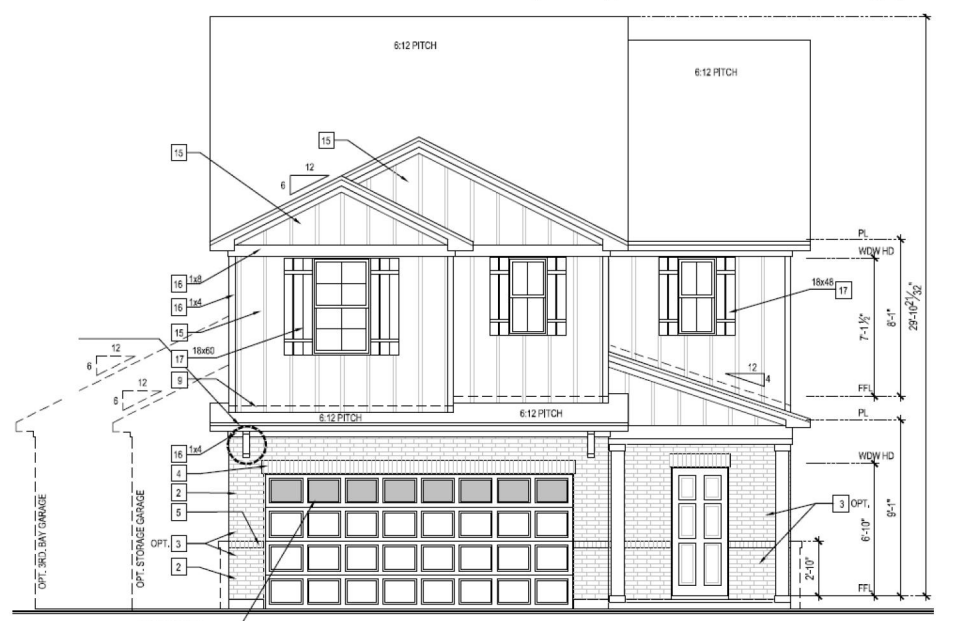 6:12 PITCH
6:12 PITCH
15
15
12
6
PL
WDW HD
16 1x8
16 1x4
18x48 17
15
7'-1 1/2"
8'-1"
29'-10 21/32"
12
6
17 18x60
12
6
9
12
4
FFL
PL
6:12 PITCH
6:12 PITCH
16 1x4
WDW HD
4
2
3 OPT.
5
OPT. 3
2
OPT. 3RD. BAY GARAGE
OPT. STORAGE GARAGE
6'-10"
9'-1"
2'-10"
FFL